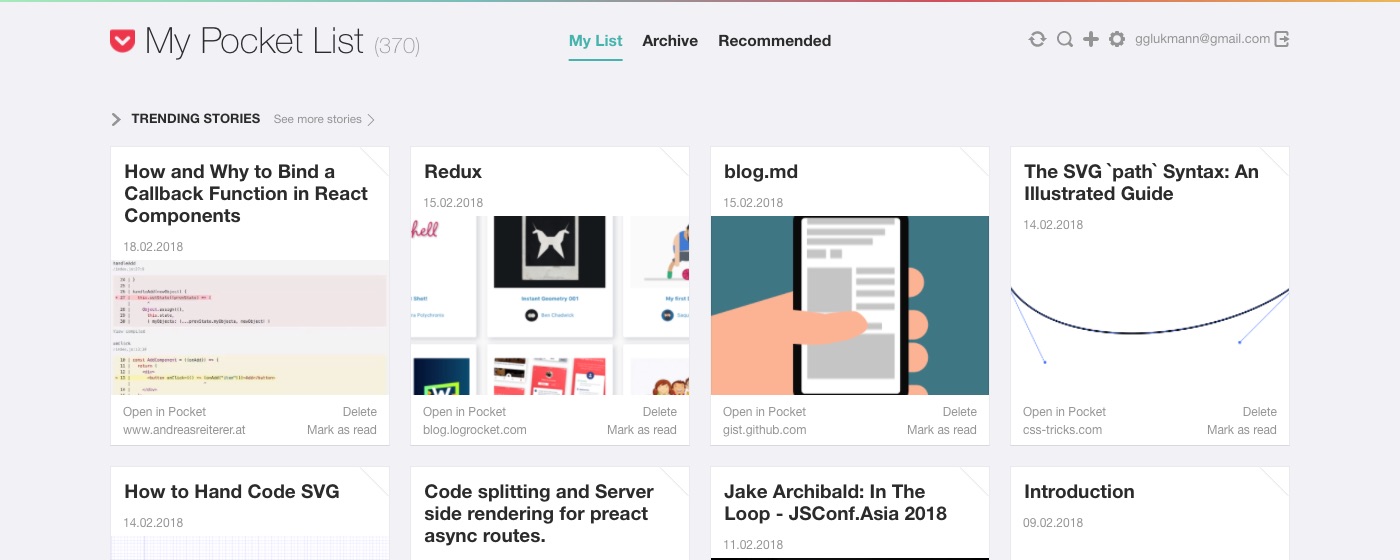 My Pocket List (370)
My List Archive Recommended
gglukmann@gmail.com
TRENDING STORIES See more stories
How and Why to Bind a
Callback Function in React
Components
18.02.2018
Open in Pocket Delete
www.andreasreiterer.at Mark as read
Redux
15.02.2018
Instant Geometry 001
Ben Chadwick
My first
Open in Pocket Delete
blog.logrocket.com Mark as read
blog.md
15.02.2018
Open in Pocket Delete
gist.github.com Mark as read
The SVG `path` Syntax: An
Illustrated Guide
14.02.2018
Open in Pocket Delete
css-tricks.com Mark as read
How to Hand Code SVG
14.02.2018
Code splitting and Server
side rendering for preact
async routes.
Jake Archibald: In The
Loop - JSConf.Asia 2018
11.02.2018
Introduction
09.02.2018